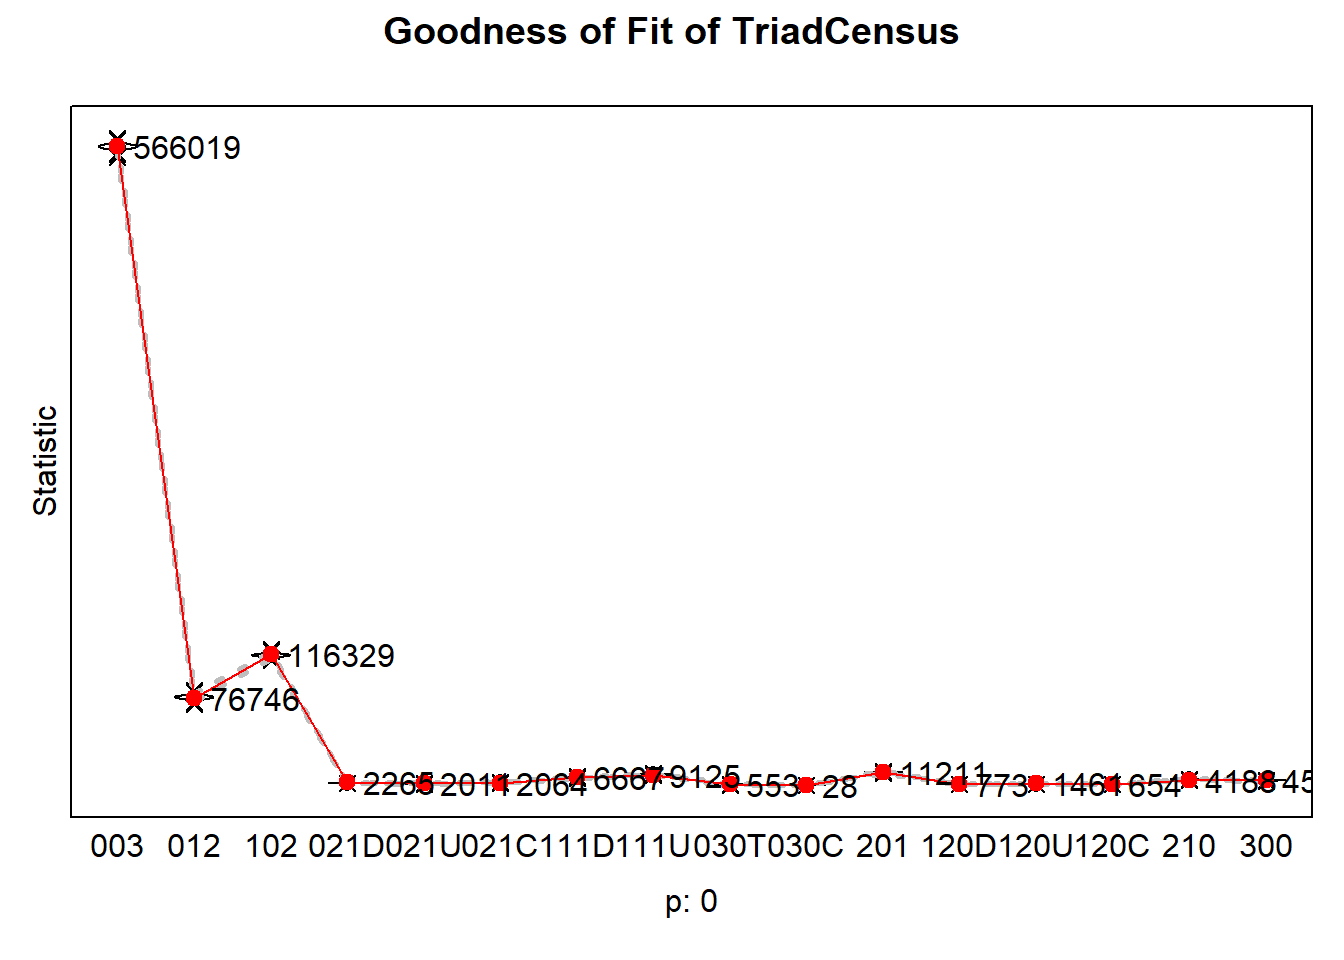 Goodness of Fit of TriadCensus
Statistic
566019
76746
116329
2265 2011 2064 6667 9125 553 28 11211 773 1461 654 4188 45
003 012 102 021D 021U 021C 111D 111U 030T 030C 201 120D 120U 120C 210 300
p: 0